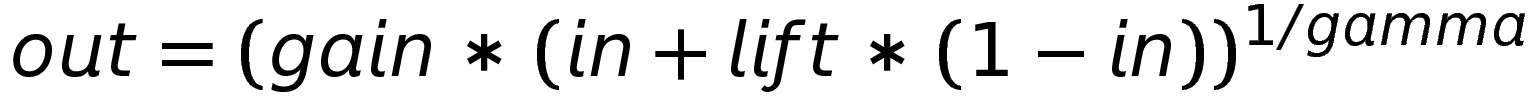 out = (gain * (in + lift * (1 − in))^{1/gamma}